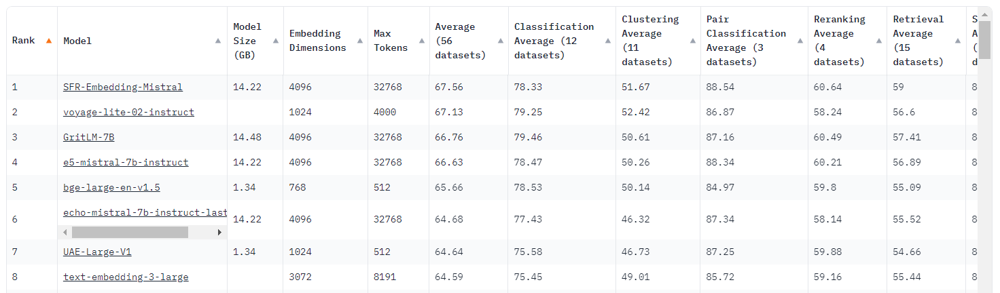 Rank Model Model Size (GB) Embedding Dimensions Max Tokens Average (56 datasets) Classification Average (12 datasets) Clustering Average (11 datasets) Pair Classification Average (3 datasets) Reranking Average (4 datasets) Retrieval Average (15 datasets) S A ( d
1 SFR-Embedding-Mistral 14.22 4096 32768 67.56 78.33 51.67 88.54 60.64 59 8
2 voyage-lite-02-instruct 1024 4000 67.13 79.25 52.42 86.87 58.24 56.6 8
3 GritLM-7B 14.48 4096 32768 66.76 79.46 50.61 87.16 60.49 57.41 8
4 e5-mistral-7b-instruct 14.22 4096 32768 66.63 78.47 50.26 88.34 60.21 56.89 8
5 bge-large-en-v1.5 1.34 768 512 65.66 78.53 50.14 84.97 59.8 55.09 8
6 echo-mistral-7b-instruct-last 14.22 4096 32768 64.68 77.43 46.32 87.34 58.14 55.52 8
7 UAE-Large-V1 1.34 1024 512 64.64 75.58 46.73 87.25 59.88 54.66 8
8 text-embedding-3-large 3072 8191 64.59 75.45 49.01 85.72 59.16 55.44 8